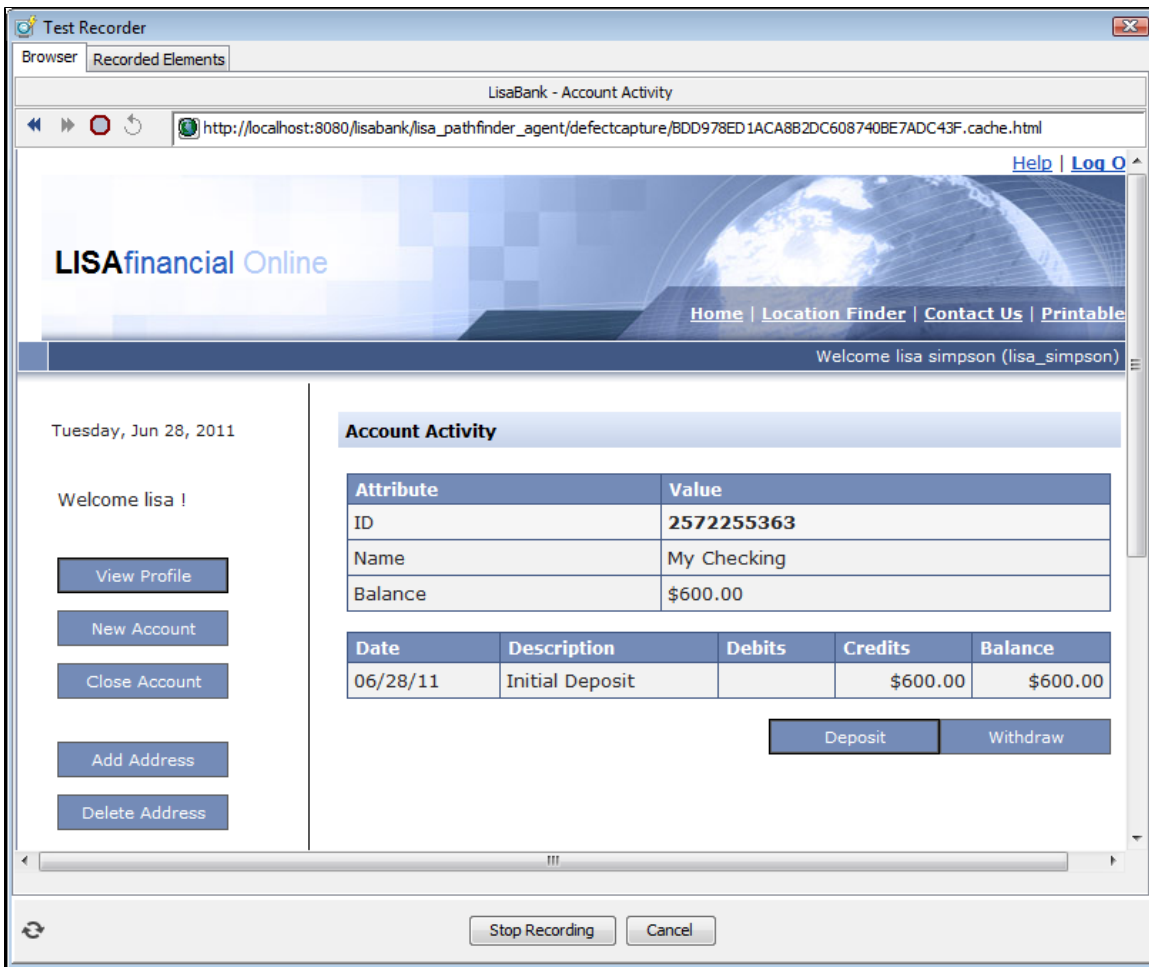 Test Recorder
Browser Recorded Elements
LisaBank - Account Activity
http://localhost:8080/lisabank/lisa_pathfinder_agent/defectcapture/BDD978ED1ACA8B2DC608740BE7ADC43F.cache.html
Help | Log O
LISAfinancial Online
Home | Location Finder | Contact Us | Printable
Welcome lisa simpson (lisa_simpson)
Tuesday, Jun 28, 2011
Welcome lisa !
View Profile
New Account
Close Account
Add Address
Delete Address
Account Activity
Attribute Value
ID 2572255363
Name My Checking
Balance $600.00
Date Description Debits Credits Balance
06/28/11 Initial Deposit $600.00 $600.00
Deposit Withdraw
Stop Recording Cancel